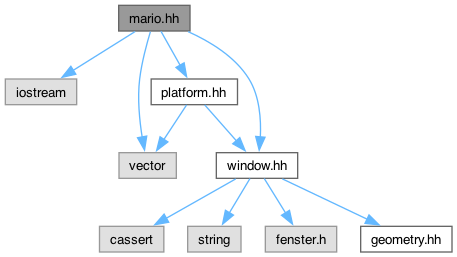 mario.hh
iostream
platform.hh
vector
window.hh
cassert
string
fenster.h
geometry.hh